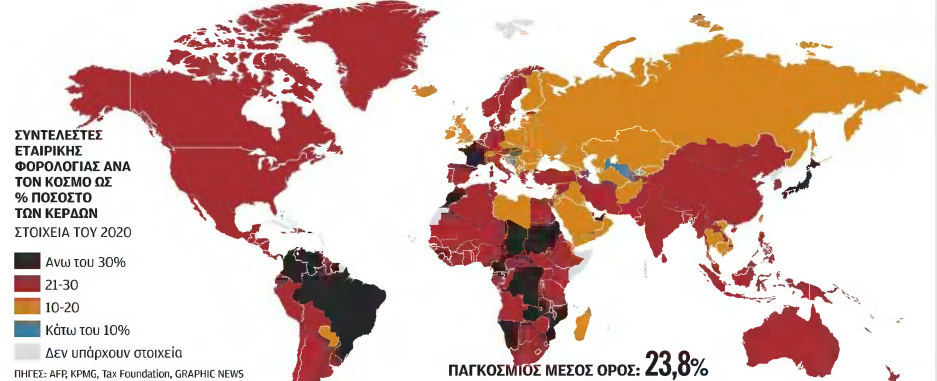 ΣΥΝΤΕΛΕΣΤΕΣ
ΕΤΑΙΡΙΚΗΣ
ΦΟΡΟΛΟΓΙΑΣ ΑΝΑ
ΤΟΝ ΚΟΣΜΟ ΩΣ
% ΠΟΣΟΣΤΟ
ΤΩΝ ΚΕΡΔΩΝ
ΣΤΟΙΧΕΙΑ ΤΟΥ 2020
Ανω του 30%
21-30
10-20
Κάτω του 10%
Δεν υπάρχουν στοιχεία
ΠΗΓΕΣ: AFP, KPMG, Tax Foundation, GRAPHIC NEWS
ΠΑΓΚΟΣΜΙΟΣ ΜΕΣΟΣ ΟΡΟΣ: 23,8%